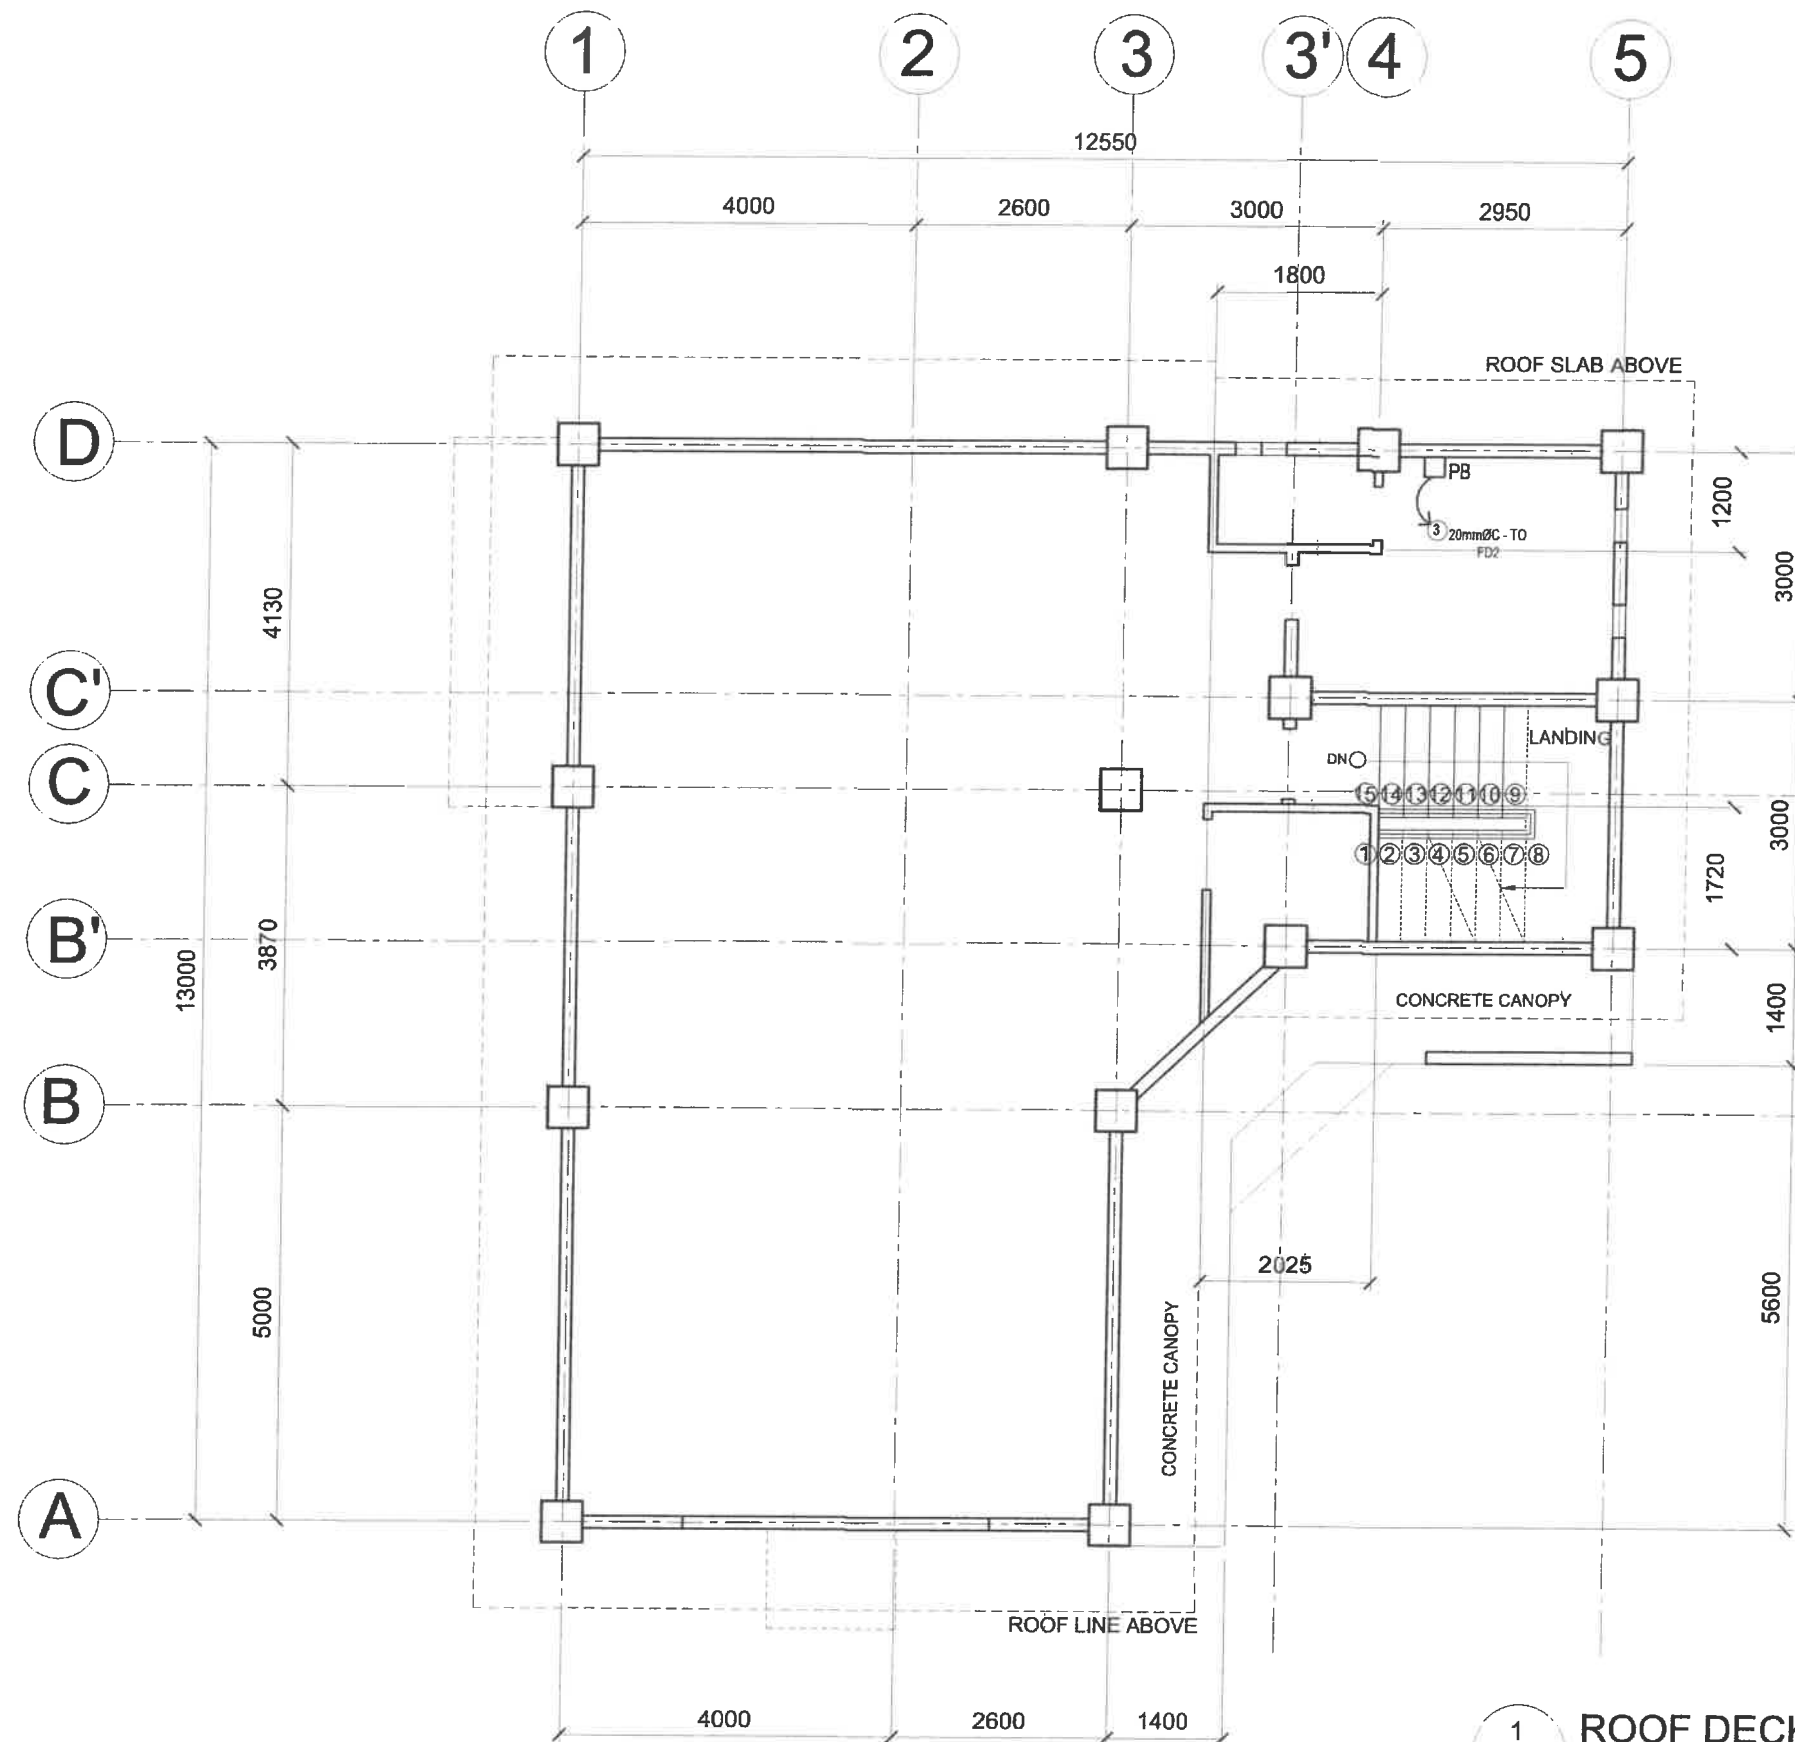 1 2 3 3' 4 5
12550
4000 2600 3000 2950
1800
ROOF SLAB ABOVE
D
PB
1200
3 20mmØC - TO
FD2
3000
4130
C'
LANDING
DN
C
15 14 13 12 11 10 9
3000
1 2 3 4 5 6 7 8
1720
B'
3870
13000
CONCRETE CANOPY
1400
B
2025
5000
CONCRETE CANOPY
5600
A
ROOF LINE ABOVE
4000 2600 1400
1 ROOF DECK